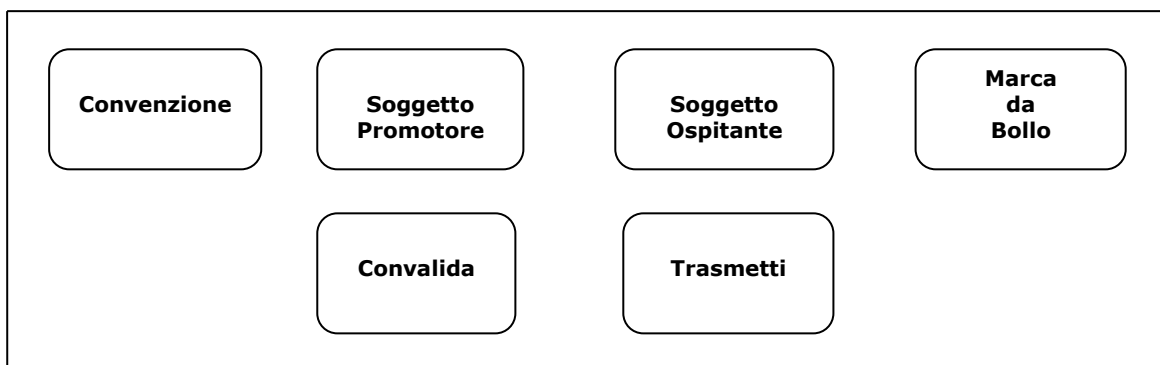 Convenzione
Soggetto
Promotore
Soggetto
Ospitante
Marca
da
Bollo
Convalida
Trasmetti